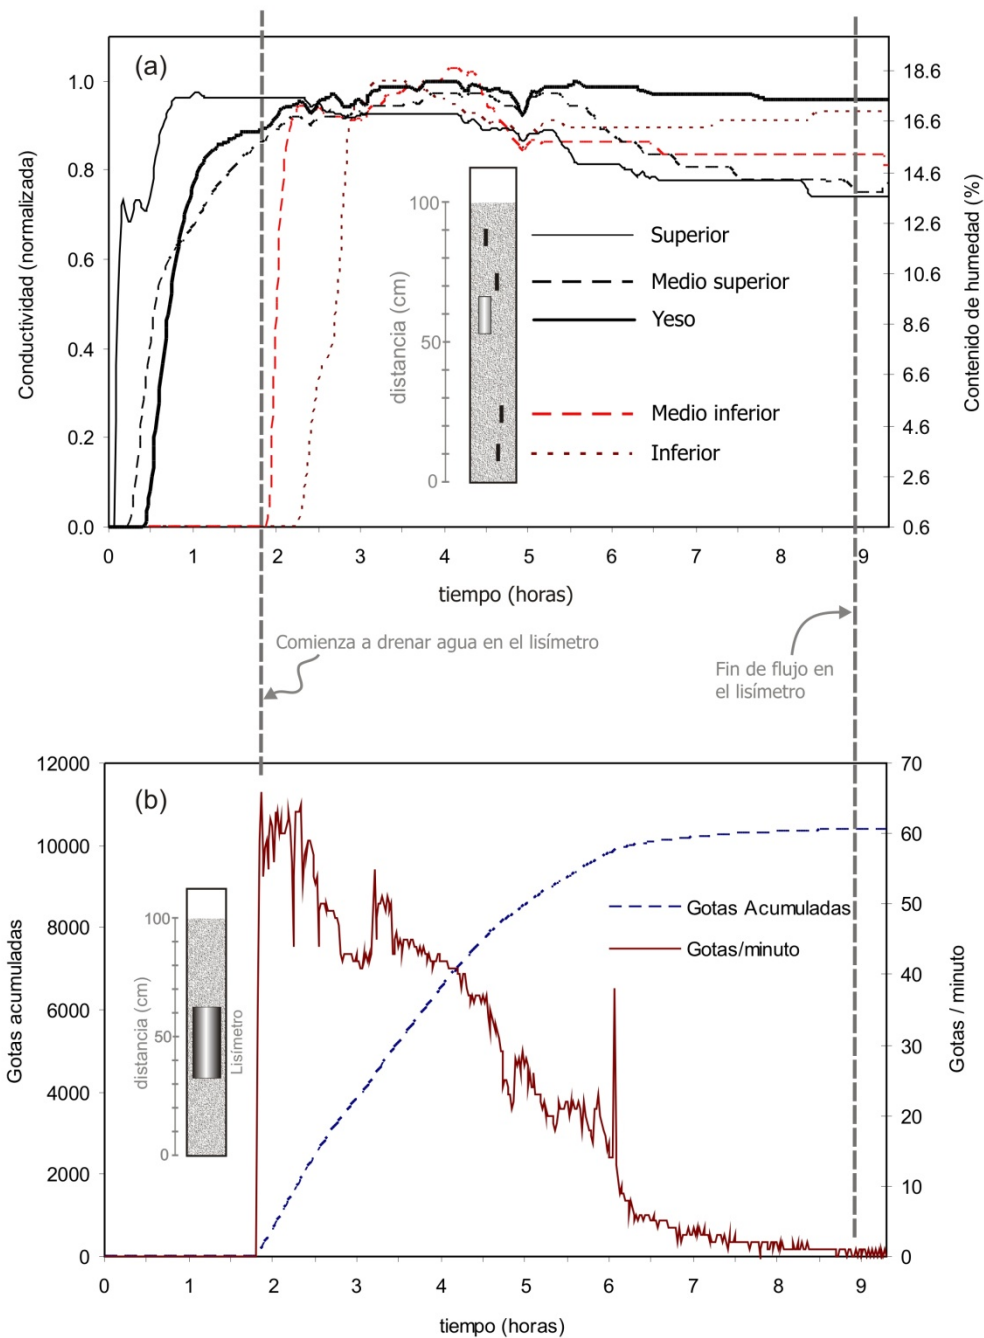 (a)
Conductividad (normalizada)
1.0
0.8
0.6
0.4
0.2
0.0
18.6
16.6
14.6
12.6
10.6
8.6
6.6
4.6
2.6
0.6
Contenido de humedad (%)
distancia (cm)
100
50
0
Superior
Medio superior
Yeso
Medio inferior
Inferior
0 1 2 3 4 5 6 7 8 9
tiempo (horas)
Comienza a drenar agua en el lisímetro
Fin de flujo en
el lisímetro
(b)
Gotas acumuladas
12000
10000
8000
6000
4000
2000
0
70
60
50
40
30
20
10
0
Gotas / minuto
distancia (cm)
100
50
0
Lisímetro
Gotas Acumuladas
Gotas/minuto
0 1 2 3 4 5 6 7 8 9
tiempo (horas)